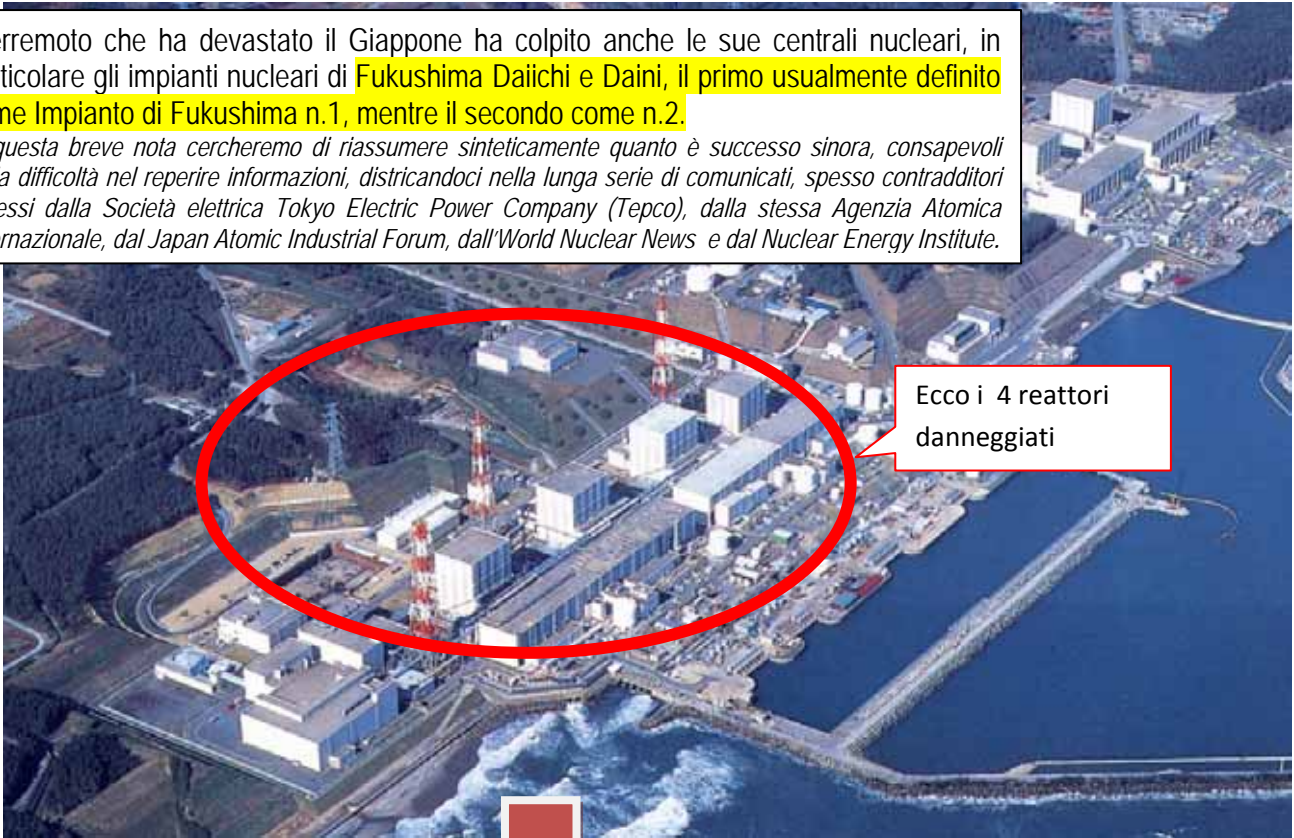 erremoto che ha devastato il Giappone ha colpito anche le sue centrali nucleari, in
ticolare gli impianti nucleari di Fukushima Daiichi e Daini, il primo usualmente definito
me Impianto di Fukushima n.1, mentre il secondo come n.2.
questa breve nota cercheremo di riassumere sinteticamente quanto è successo sinora, consapevoli
a difficoltà nel reperire informazioni, districandoci nella lunga serie di comunicati, spesso contradditori
essi dalla Società elettrica Tokyo Electric Power Company (Tepco), dalla stessa Agenzia Atomica
ernazionale, dal Japan Atomic Industrial Forum, dall'World Nuclear News e dal Nuclear Energy Institute.
Ecco i 4 reattori
danneggiati